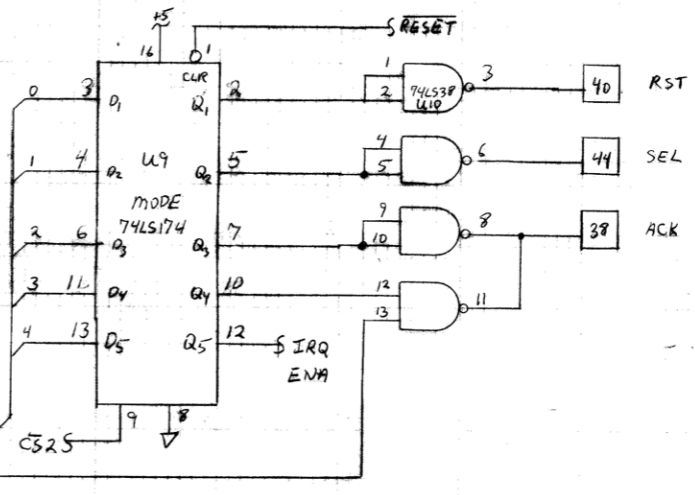 +5
RESET
16
1
CLR
0 3 D1 Q1 2
1
2
74LS38
U10
3
40 RST
1 4 D2 Q2 5
U9
MODE
74LS174
4
5
6
44 SEL
2 6 D3 Q3 7
9
10
8
38 ACK
3 11 D4 Q4 10
12
13
11
4 13 D5 Q5 12
IRQ
ENA
9
8
CS2